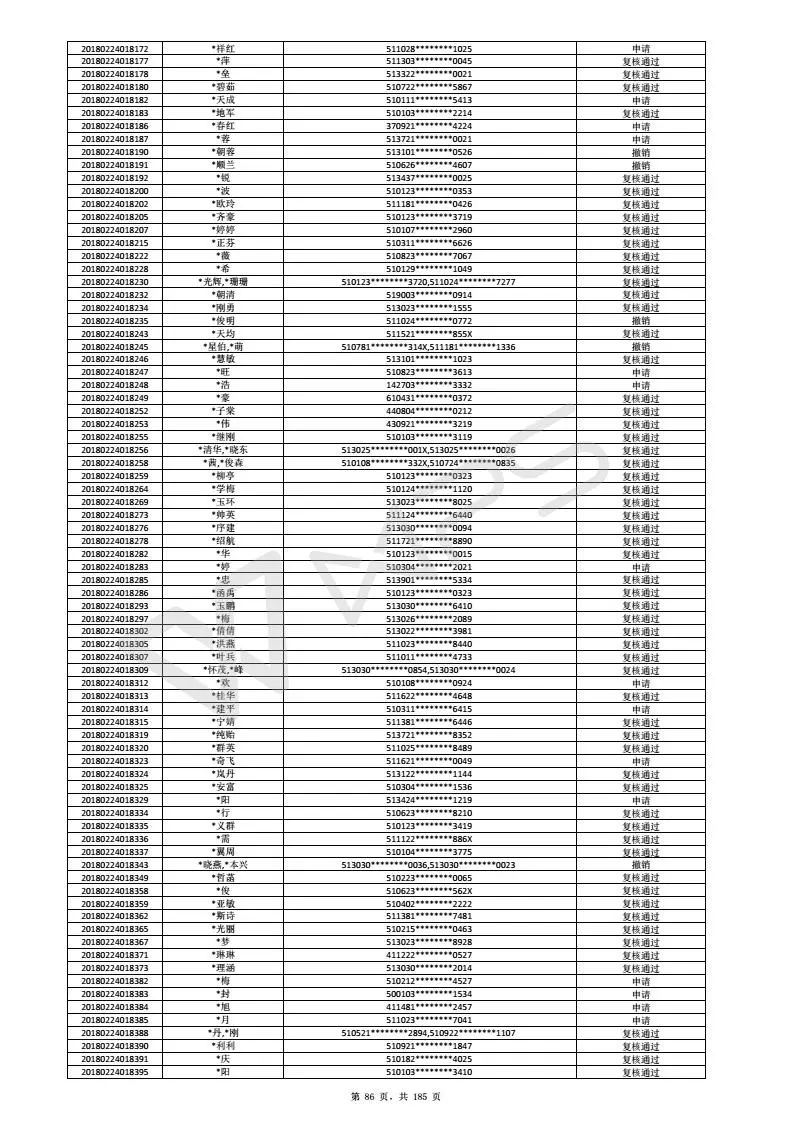 20180224018172 *祥红 511028********1025 申请
20180224018177 *萍 511303********0045 复核通过
20180224018178 *垒 513322********0021 复核通过
20180224018180 *碧茹 510722********5867 复核通过
20180224018182 *天成 510111********5413 申请
20180224018183 *地军 510103********2214 复核通过
20180224018186 *春红 370921********4224 申请
20180224018187 *蓉 513721********0021 申请
20180224018190 *朝蓉 513101********0526 撤销
20180224018191 *顺兰 510626********4607 撤销
20180224018192 *锐 513437********0025 复核通过
20180224018200 *波 510123********0353 复核通过
20180224018202 *欧玲 511181********0426 复核通过
20180224018205 *齐豪 510123********3719 复核通过
20180224018207 *婷婷 510107********2960 复核通过
20180224018215 *正芬 510311********6626 复核通过
20180224018222 *薇 510823********7067 复核通过
20180224018228 *希 510129********1049 复核通过
20180224018230 *光辉,*珊珊 510123********3720,511024********7277 复核通过
20180224018232 *朝清 519003********0914 复核通过
20180224018234 *刚勇 513023********1555 复核通过
20180224018235 *俊明 511024********0772 撤销
20180224018243 *天均 511521********855X 复核通过
20180224018245 *星伯,*萌 510781********314X,511181********1336 撤销
20180224018246 *慧敏 513101********1023 复核通过
20180224018247 *旺 510823********3613 申请
20180224018248 *浩 142703********3332 申请
20180224018249 *豪 610431********0372 复核通过
20180224018252 *子棠 440804********0212 复核通过
20180224018253 *伟 430921********3219 复核通过
20180224018255 *继刚 510103********3119 复核通过
20180224018256 *清华,*晓东 513025********001X,513025********0026 复核通过
20180224018258 *茜,*俊森 510108********332X,510724********0835 复核通过
20180224018259 *柳亭 510123********0323 复核通过
20180224018264 *学梅 510124********1120 复核通过
20180224018269 *玉环 513023********8025 复核通过
20180224018273 *帅英 511124********6440 复核通过
20180224018276 *序建 513030********0094 复核通过
20180224018278 *绍航 511721********8890 复核通过
20180224018282 *华 510123********0015 复核通过
20180224018283 *婷 510304********2021 申请
20180224018285 *忠 513901********5334 复核通过
20180224018286 *函禹 510123********0323 复核通过
20180224018293 *玉鹏 513030********6410 复核通过
20180224018297 *梅 513026********2089 复核通过
20180224018302 *倩倩 513022********3981 复核通过
20180224018305 *洪燕 511023********8440 复核通过
20180224018307 *叶兵 511011********4733 复核通过
20180224018309 *怀茂,*峰 513030********0854,513030********0024 复核通过
20180224018312 *欢 510108********0924 申请
20180224018313 *桂华 511622********4648 复核通过
20180224018314 *建平 510311********6415 申请
20180224018315 *宁婧 511381********6446 复核通过
20180224018319 *纯贻 513721********8352 复核通过
20180224018320 *群英 511025********8489 复核通过
20180224018323 *奇飞 511621********0049 申请
20180224018324 *岚丹 513122********1144 复核通过
20180224018325 *安富 510304********1536 复核通过
20180224018329 *阳 513424********1219 申请
20180224018334 *行 510623********8210 复核通过
20180224018335 *义群 510123********3419 复核通过
20180224018336 *需 511122********886X 复核通过
20180224018337 *翼周 510104********3775 复核通过
20180224018343 *晓燕,*本兴 513030********0036,513030********0023 撤销
20180224018349 *哲菡 510223********0065 复核通过
20180224018358 *俊 510623********562X 复核通过
20180224018359 *亚敏 510402********2222 复核通过
20180224018362 *斯诗 511381********7481 复核通过
20180224018365 *光丽 510215********0463 复核通过
20180224018367 *梦 513023********8928 复核通过
20180224018371 *琳琳 411222********0527 复核通过
20180224018373 *理涵 513030********2014 复核通过
20180224018382 *梅 510212********4527 申请
20180224018383 *封 500103********1534 申请
20180224018384 *旭 411481********2457 申请
20180224018385 *月 511023********7041 申请
20180224018388 *丹,*刚 510521********2894,510922********1107 复核通过
20180224018390 *利利 510921********1847 复核通过
20180224018391 *庆 510182********4025 复核通过
20180224018395 *阳 510103********3410 复核通过
第 86 页，共 185 页